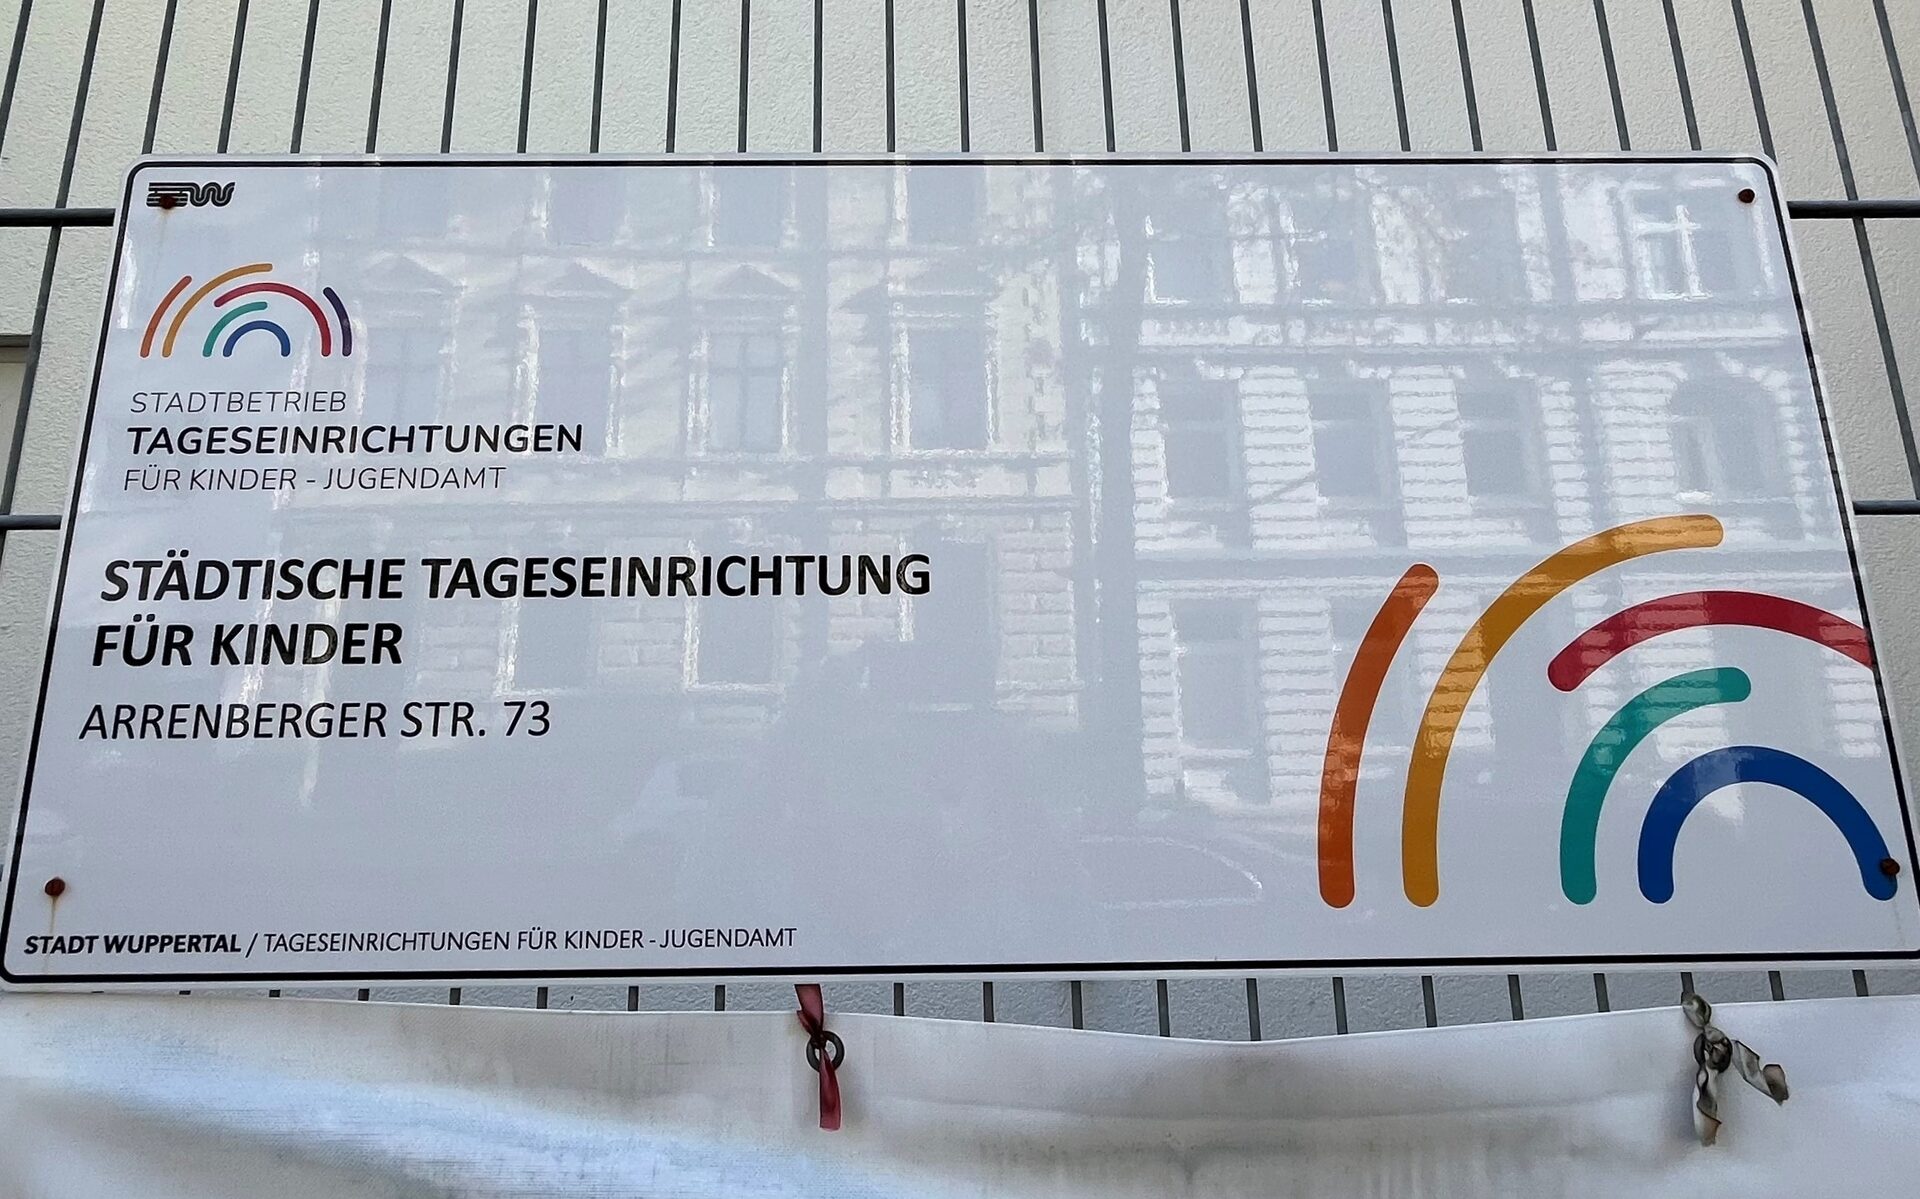 STADTBETRIEB
TAGESEINRICHTUNGEN
FÜR KINDER - JUGENDAMT
STÄDTISCHE TAGESEINRICHTUNG
FÜR KINDER
ARRENBERGER STR. 73
STADT WUPPERTAL / TAGESEINRICHTUNGEN FÜR KINDER - JUGENDAMT